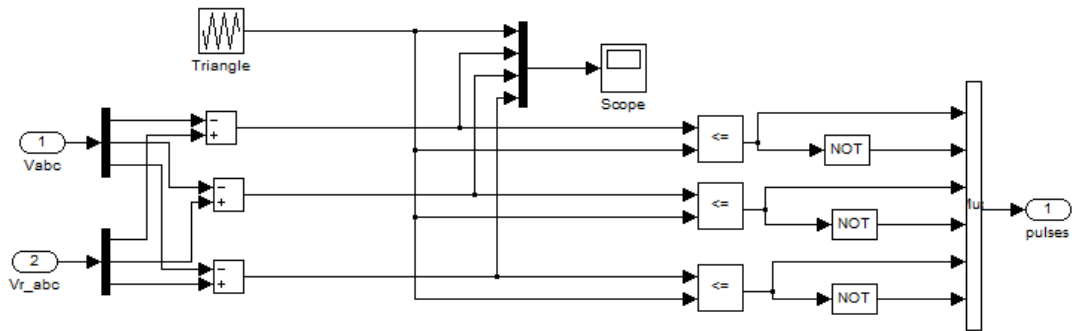 Triangle
Scope
1
Vabc
2
Vr_abc
−
+
−
+
−
+
<=
NOT
<=
NOT
<=
NOT
1
pulses